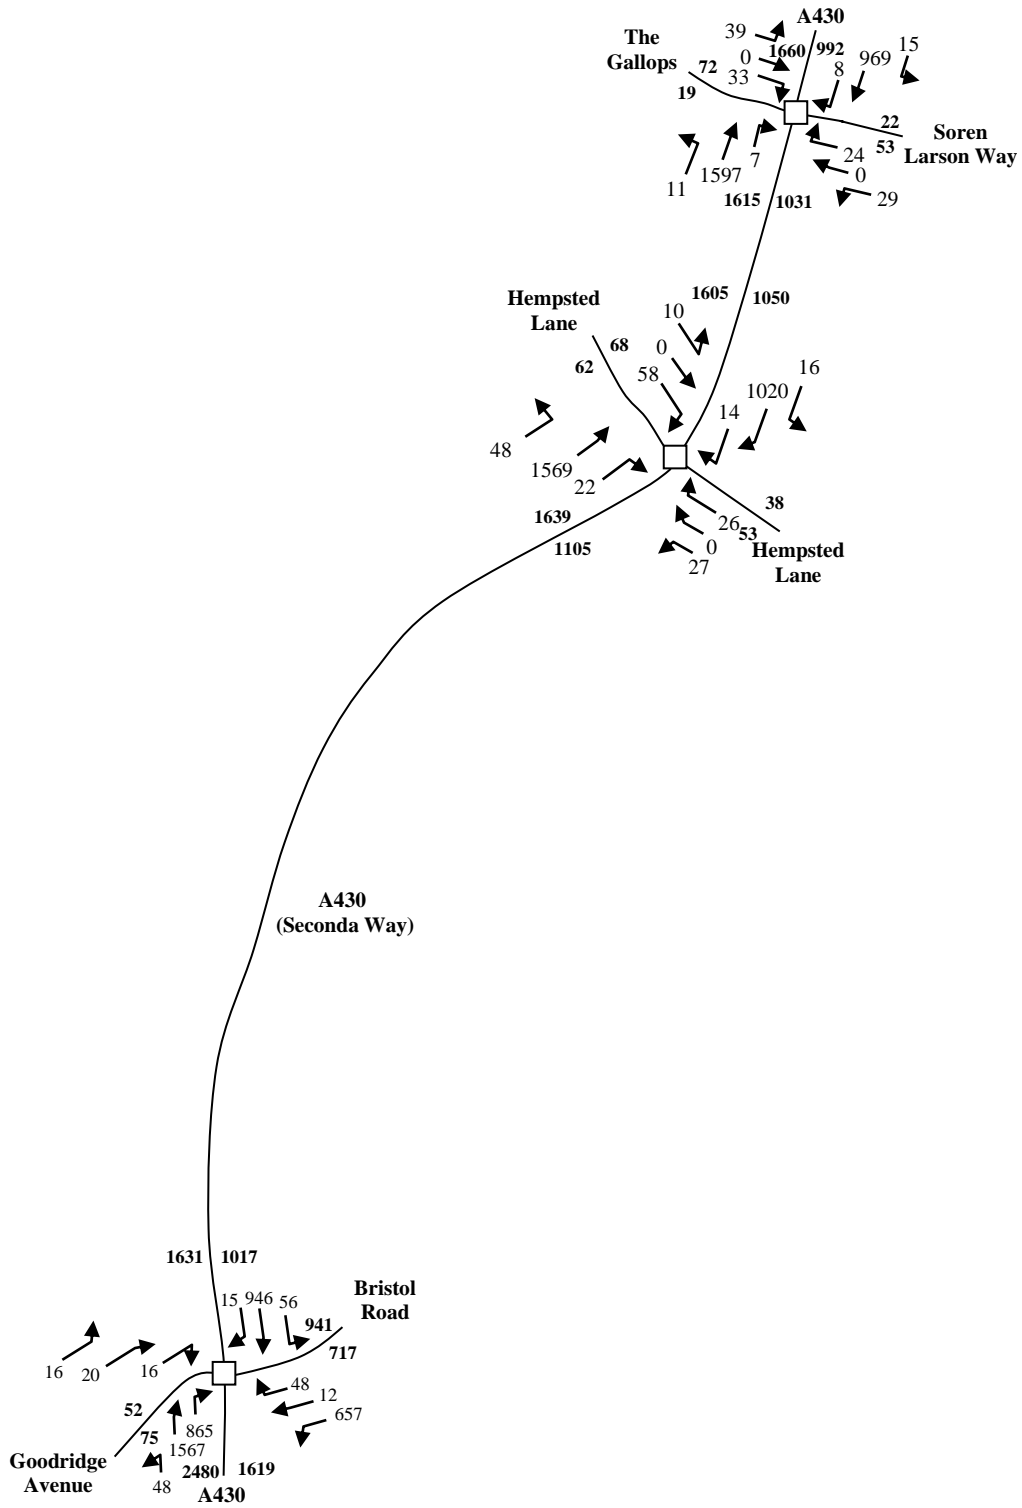 A430
39
The
Gallops
0
1660 992
15
969
8
72
33
19
22
Soren
Larson Way
53
24
7
0
1597
11
29
1615 1031
1605 1050
Hempsted
Lane
10
68
0
62
58
16
1020
14
48
1569
22
38
1639
26
53
1105
0
Hempsted
Lane
27
A430
(Seconda Way)
1631 1017
Bristol
Road
15 946 56
941
717
16 20 16
48
12
52
657
865
75
1567
Goodridge
Avenue
2480 1619
48
A430